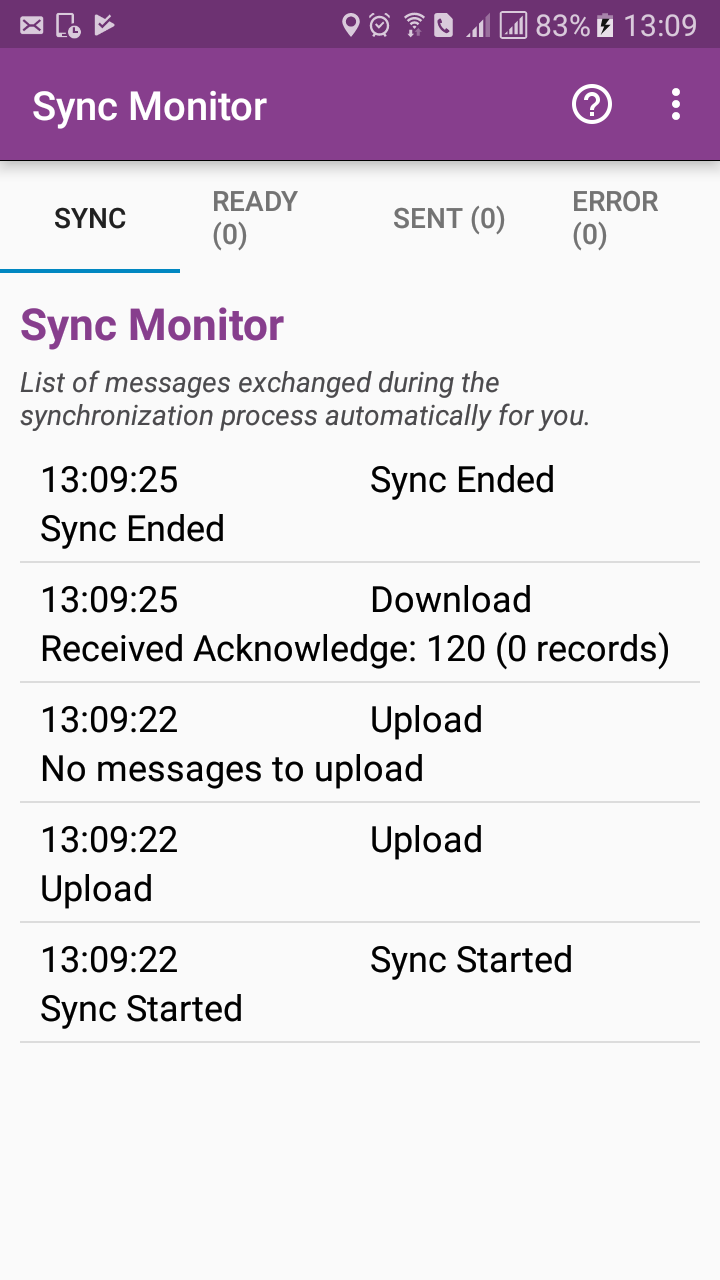 83% 13:09
Sync Monitor
SYNC
READY
(0)
SENT (0)
ERROR
(0)
Sync Monitor
List of messages exchanged during the
synchronization process automatically for you.
13:09:25 Sync Ended
Sync Ended
13:09:25 Download
Received Acknowledge: 120 (0 records)
13:09:22 Upload
No messages to upload
13:09:22 Upload
Upload
13:09:22 Sync Started
Sync Started